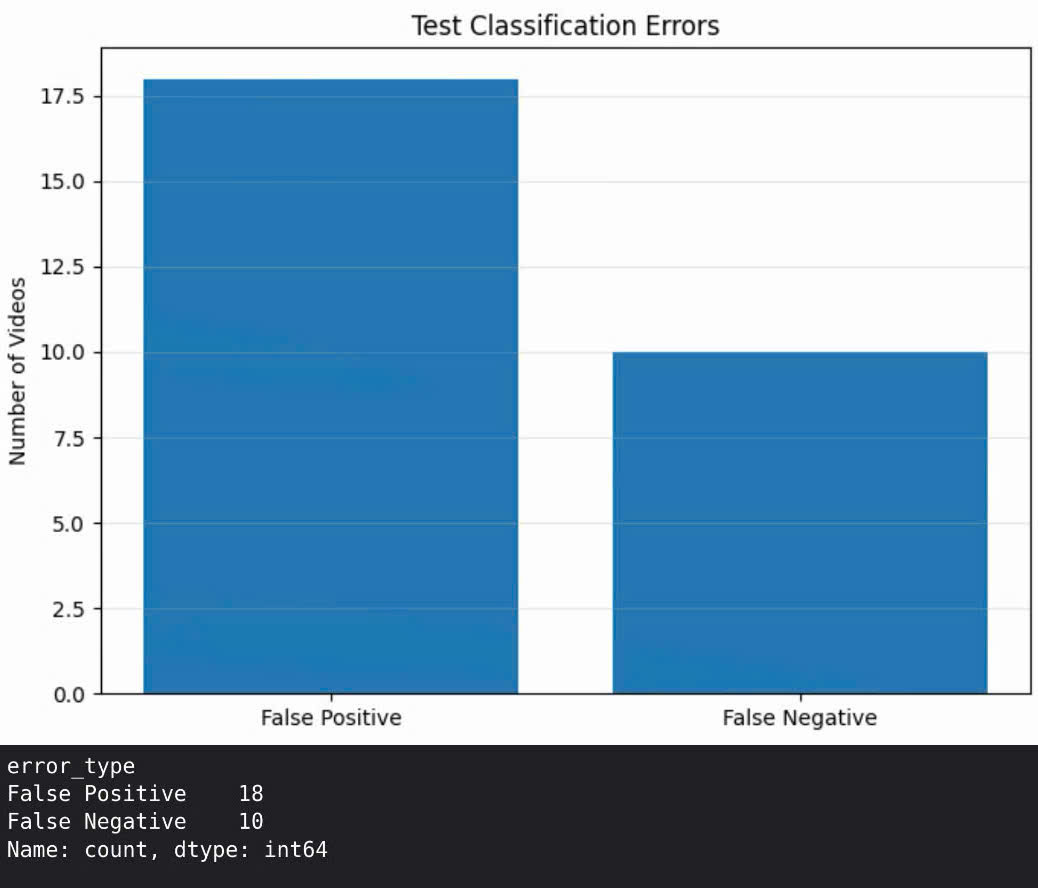 Test Classification Errors
Number of Videos
17.5
15.0
12.5
10.0
7.5
5.0
2.5
0.0
False Positive
False Negative
error_type
False Positive    18
False Negative    10
Name: count, dtype: int64